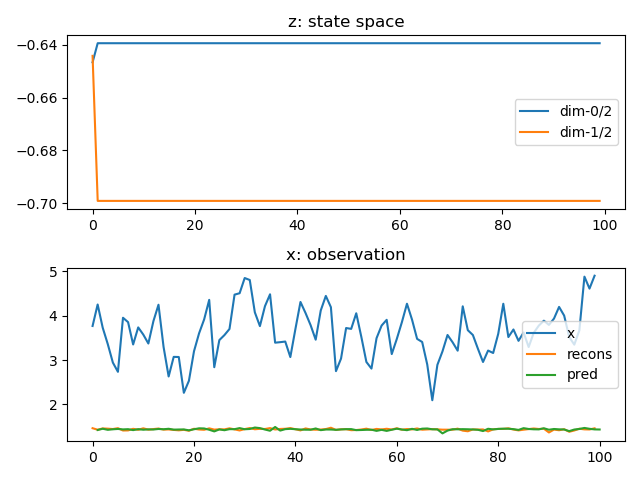 z: state space
−0.64
−0.66
−0.68
−0.70
dim-0/2
dim-1/2
0 20 40 60 80 100
x: observation
5
4
3
2
x
recons
pred
0 20 40 60 80 100